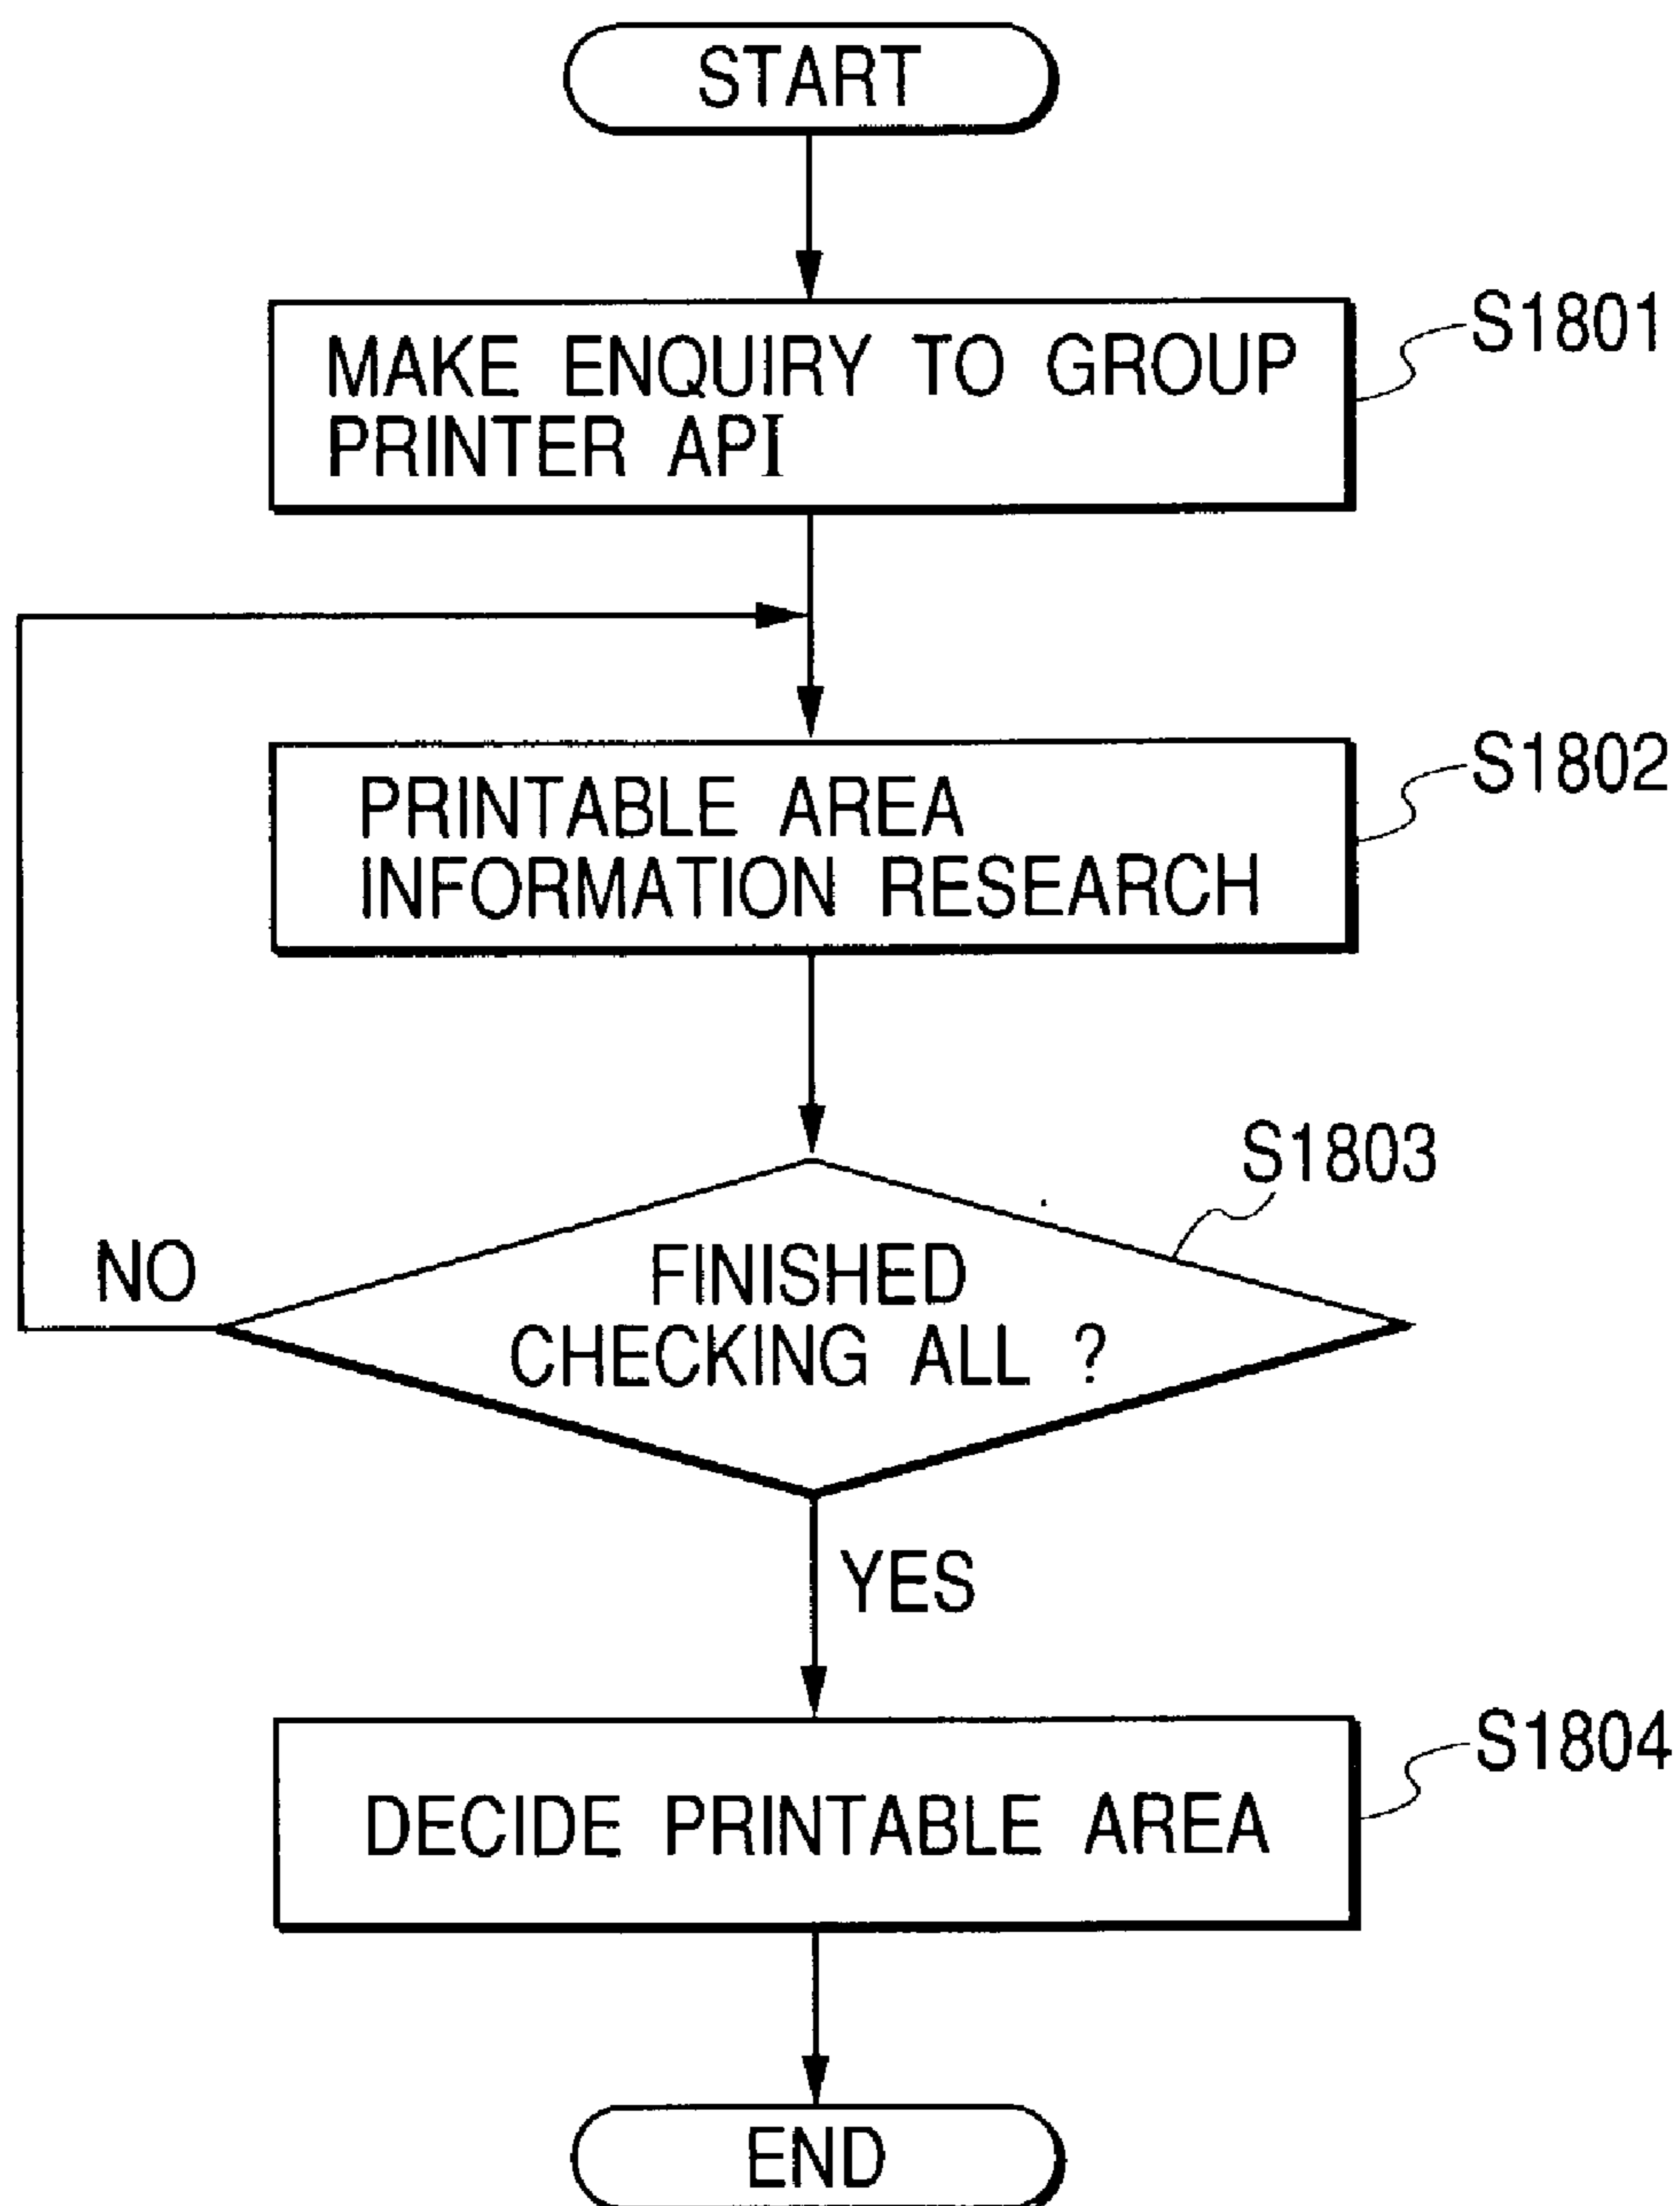 START
MAKE ENQUIRY TO GROUP
PRINTER API
S1801
PRINTABLE AREA
INFORMATION RESEARCH
S1802
S1803
NO
FINISHED
CHECKING ALL ?
YES
DECIDE PRINTABLE AREA
S1804
END